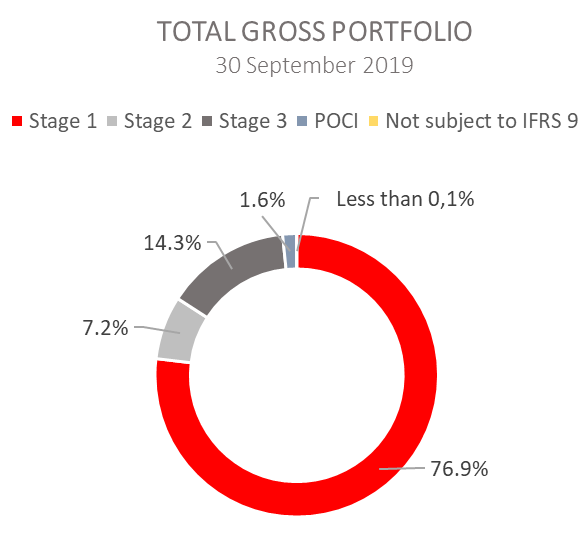 TOTAL GROSS PORTFOLIO
30 September 2019
Stage 1 Stage 2 Stage 3 POCI Not subject to IFRS 9
1.6% Less than 0,1%
14.3%
7.2%
76.9%